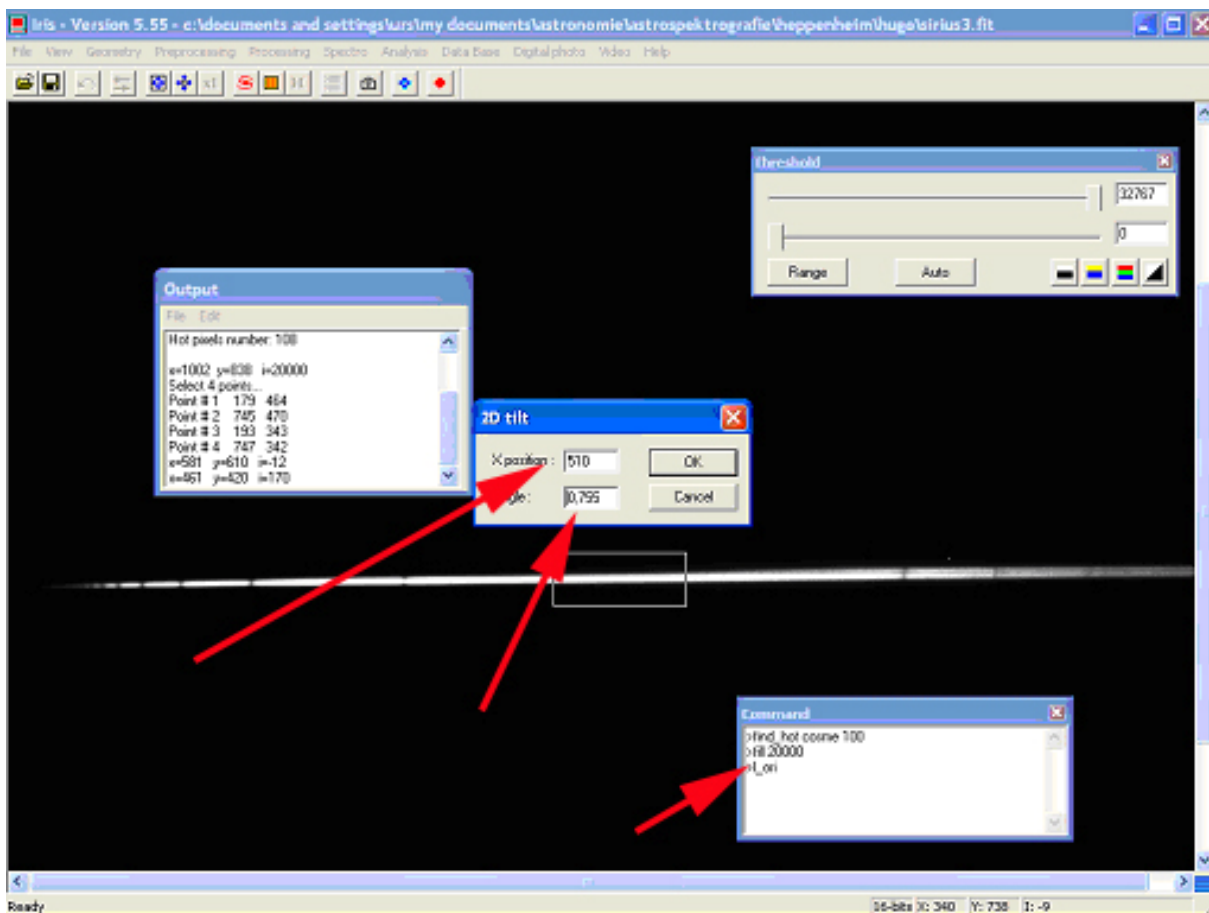 Iris - Version 5.55 - c:\documents and settings\urs\my documents\astronomie\astrospektrografie\heppenheim\hugo\sirius3.fit
File View Geometry Preprocessing Processing Spectro Analysis Data Base Digital photo Video Help
x1
Threshold
32767
0
Range Auto
Output
File Edit
Hot pixels number: 108
x=1002 y=838 i=20000
Select 4 points...
Point # 1 179 464
Point # 2 745 470
Point # 3 193 343
Point # 4 747 342
x=581 y=610 i=-12
x=461 y=420 i=170
2D tilt
X position : 510 OK
0,755 Cancel
Command
>find_hot cosme 100
>fill 20000
l_ori
Ready 16-bits X: 340 Y: 738 I: -9